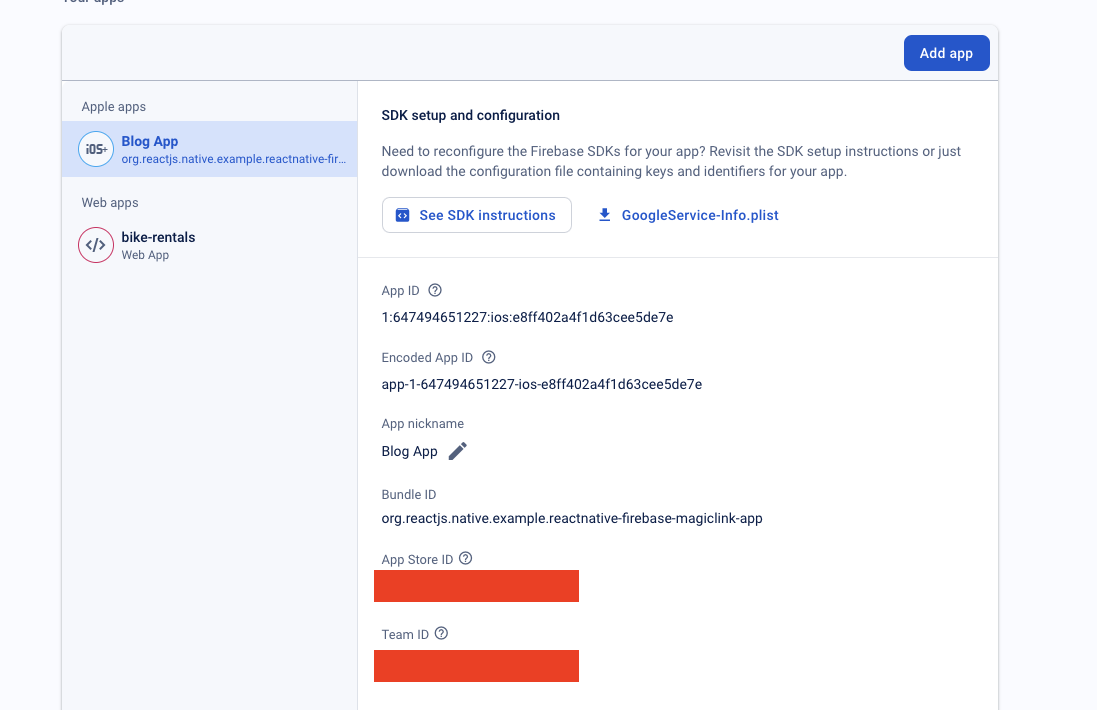 Your apps
Add app
Apple apps
iOS+
Blog App
org.reactjs.native.example.reactnative-fir...
Web apps
bike-rentals
Web App
SDK setup and configuration
Need to reconfigure the Firebase SDKs for your app? Revisit the SDK setup instructions or just
download the configuration file containing keys and identifiers for your app.
See SDK instructions
GoogleService-Info.plist
App ID
1:647494651227:ios:e8ff402a4f1d63cee5de7e
Encoded App ID
app-1-647494651227-ios-e8ff402a4f1d63cee5de7e
App nickname
Blog App
Bundle ID
org.reactjs.native.example.reactnative-firebase-magiclink-app
App Store ID
Team ID